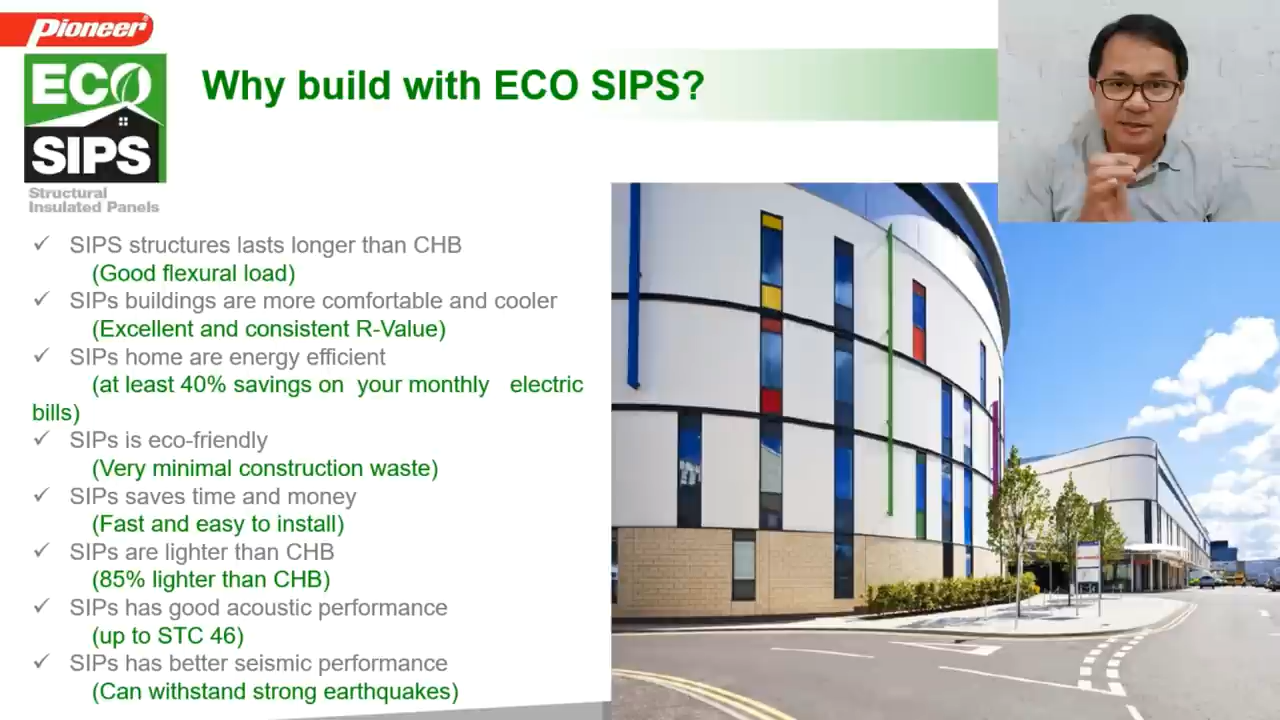 Pioneer
ECO
SIPS
Structural
Insulated Panels
Why build with ECO SIPS?
✓ SIPS structures lasts longer than CHB
(Good flexural load)
✓ SIPs buildings are more comfortable and cooler
(Excellent and consistent R-Value)
✓ SIPs home are energy efficient
(at least 40% savings on your monthly electric
bills)
✓ SIPs is eco-friendly
(Very minimal construction waste)
✓ SIPs saves time and money
(Fast and easy to install)
✓ SIPs are lighter than CHB
(85% lighter than CHB)
✓ SIPs has good acoustic performance
(up to STC 46)
✓ SIPs has better seismic performance
(Can withstand strong earthquakes)